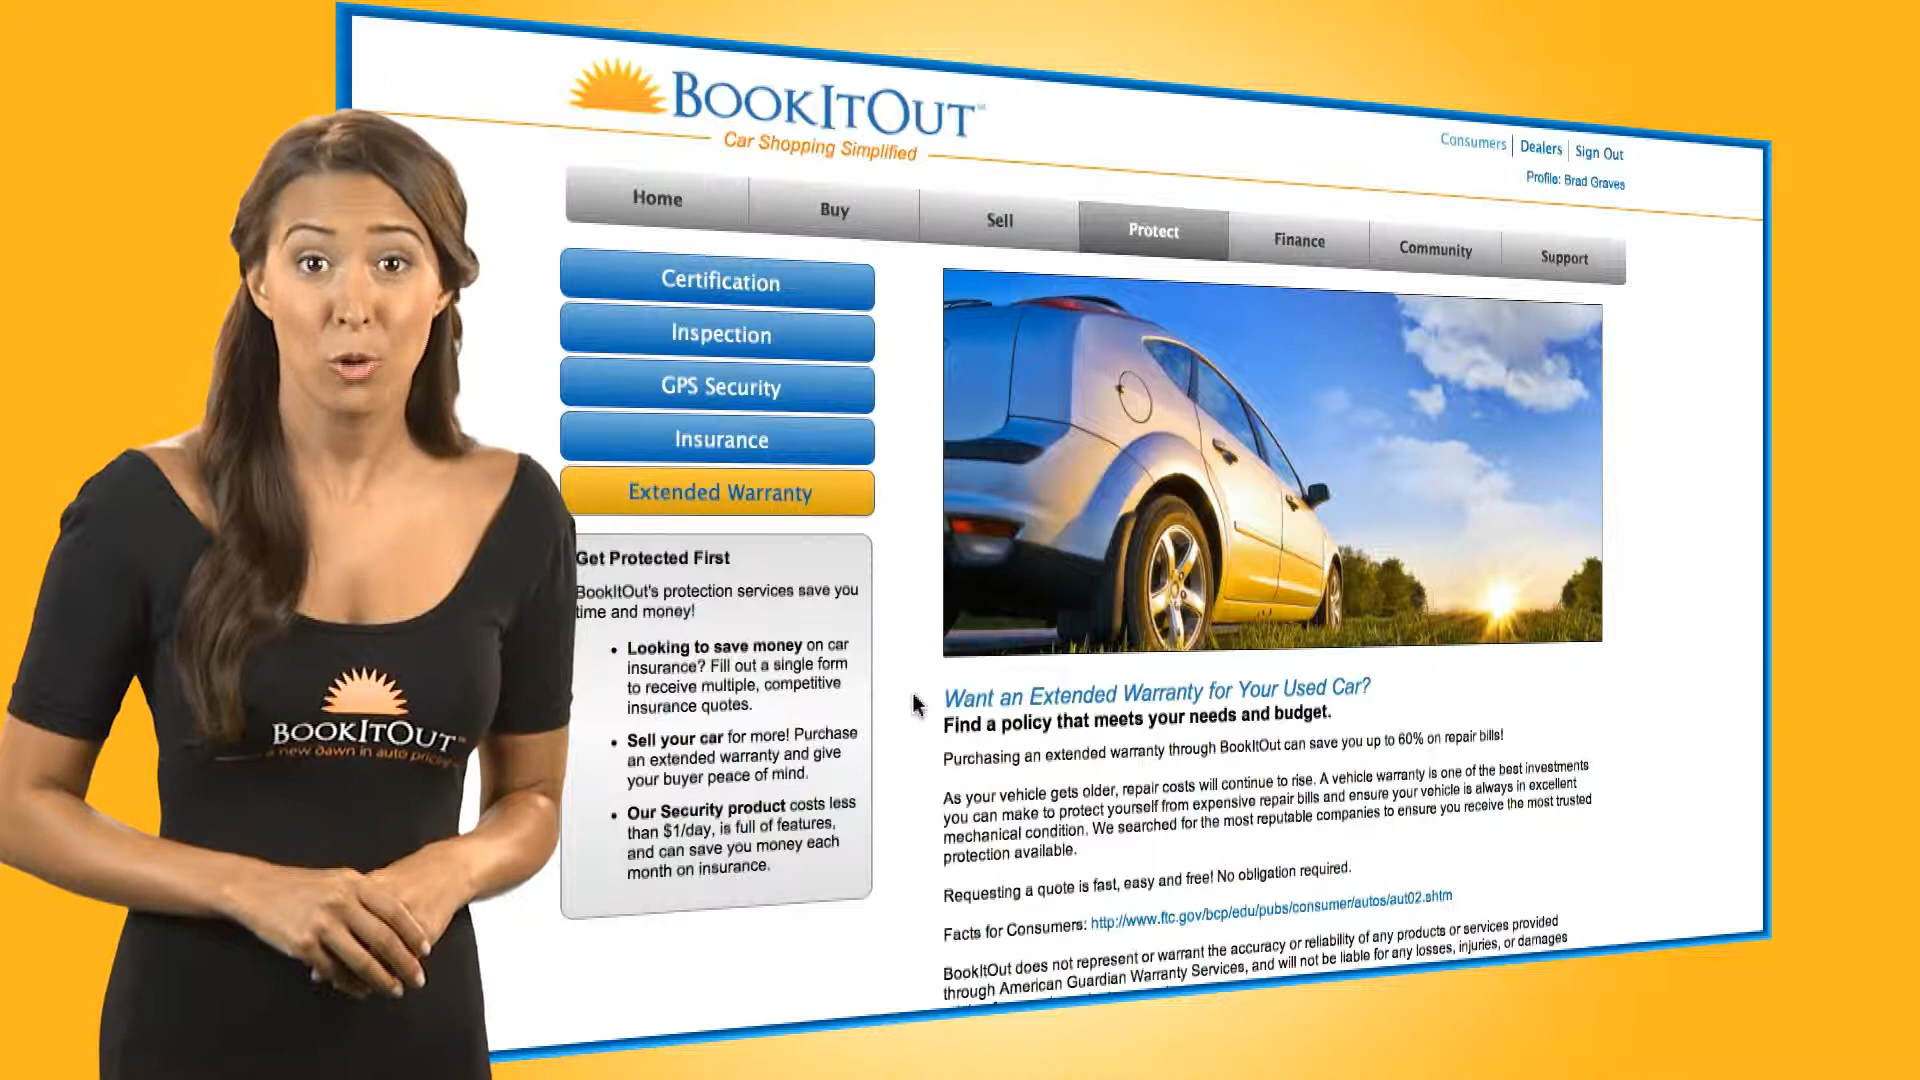 BOOKITOUT
Car Shopping Simplified
Consumers Dealers Sign Out
Profile: Brad Graves
Home Buy Sell Protect Finance Community Support
Certification
Inspection
GPS Security
Insurance
Extended Warranty
Get Protected First
BookItOut's protection services save you
time and money!
• Looking to save money on car
insurance? Fill out a single form
to receive multiple, competitive
insurance quotes.
• Sell your car for more! Purchase
an extended warranty and give
your buyer peace of mind.
• Our Security product costs less
than $1/day, is full of features,
and can save you money each
month on insurance.
Want an Extended Warranty for Your Used Car?
Find a policy that meets your needs and budget.
Purchasing an extended warranty through BookItOut can save you up to 60% on repair bills!
As your vehicle gets older, repair costs will continue to rise. A vehicle warranty is one of the best investments
you can make to protect yourself from expensive repair bills and ensure your vehicle is always in excellent
mechanical condition. We searched for the most reputable companies to ensure you receive the most trusted
protection available.
Requesting a quote is fast, easy and free! No obligation required.
Facts for Consumers: http://www.ftc.gov/bcp/edu/pubs/consumer/autos/aut02.shtm
BookItOut does not represent or warrant the accuracy or reliability of any products or services provided
through American Guardian Warranty Services, and will not be liable for any losses, injuries, or damages
BOOKITOUT
a new dawn in auto pricing